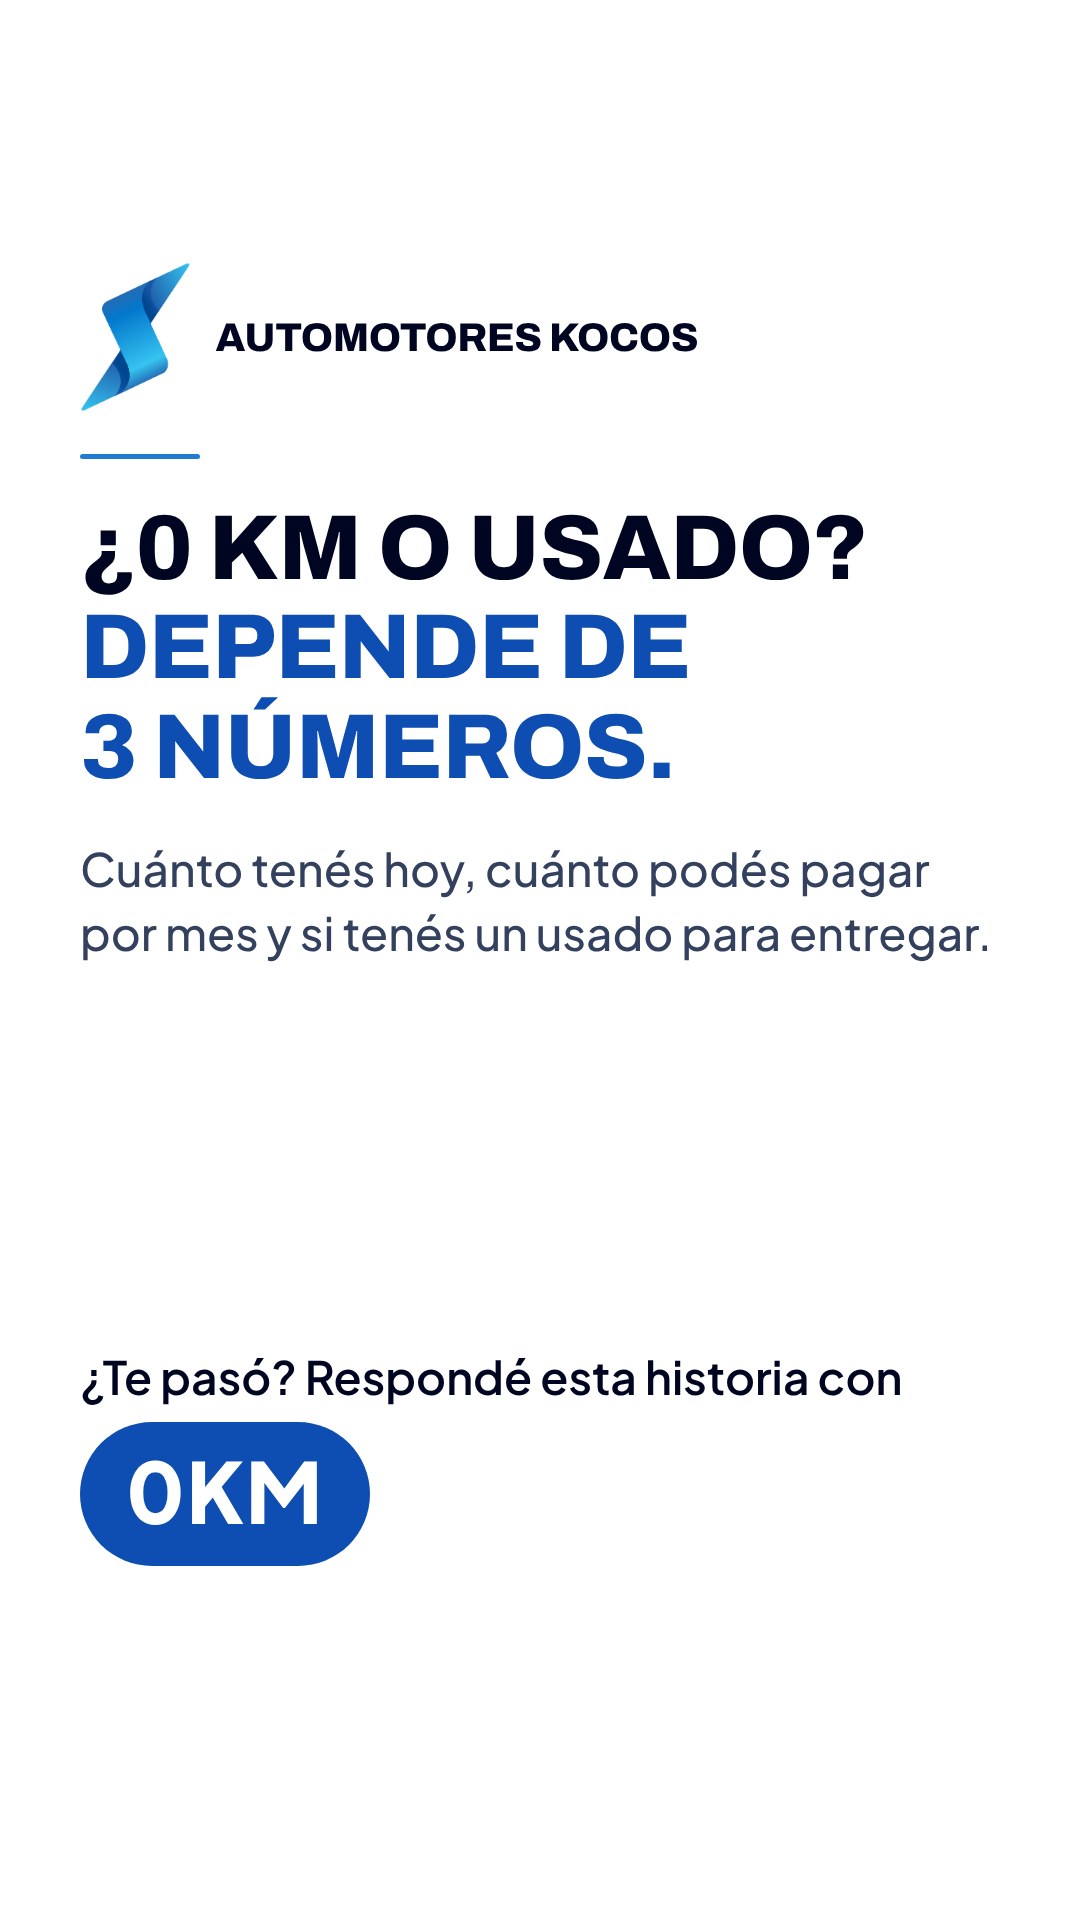 AUTOMOTORES KOCOS
¿0 KM O USADO?
DEPENDE DE
3 NÚMEROS.
Cuánto tenés hoy, cuánto podés pagar
por mes y si tenés un usado para entregar.
¿Te pasó? Respondé esta historia con
0KM